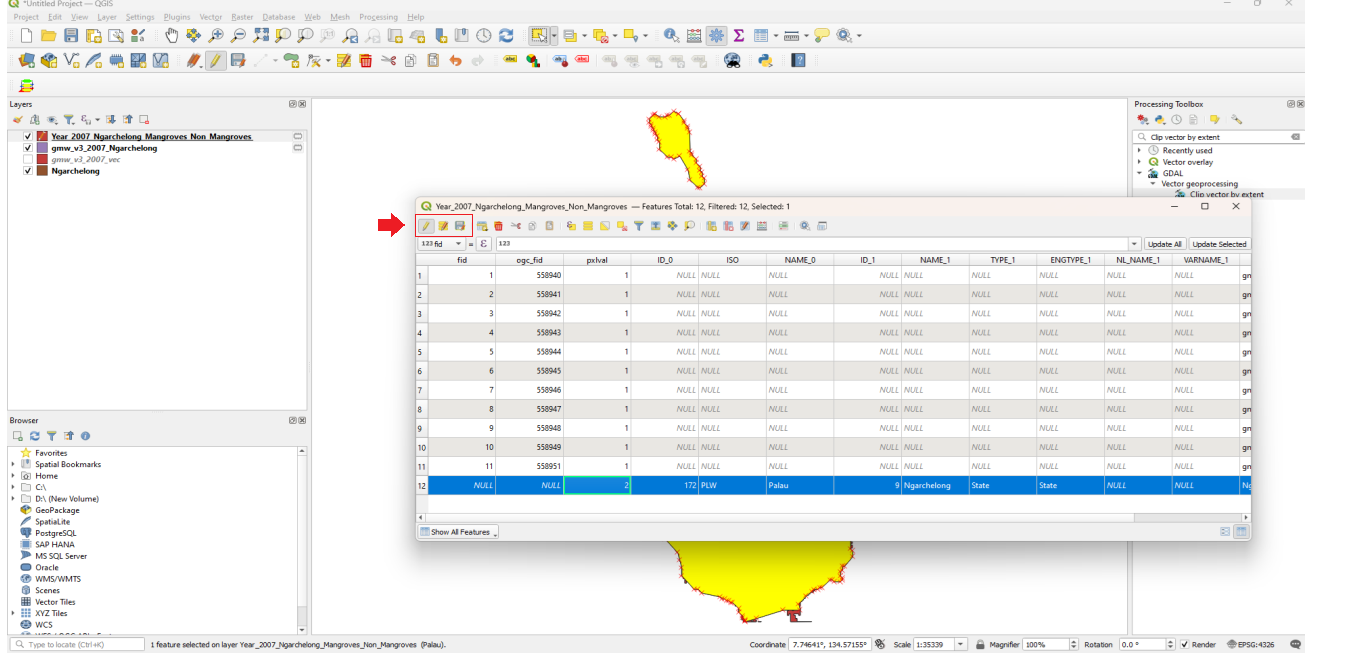 *Untitled Project — QGIS
Project Edit View Layer Settings Plugins Vector Raster Database Web Mesh Processing Help
Layers
Year_2007_Ngarchelong_Mangroves_Non_Mangroves
gmw_v3_2007_Ngarchelong
gmw_v3_2007_vec
Ngarchelong
Processing Toolbox
Clip vector by extent
Recently used
Vector overlay
GDAL
Vector geoprocessing
Clip vector by extent
Year_2007_Ngarchelong_Mangroves_Non_Mangroves — Features Total: 12, Filtered: 12, Selected: 1
123 fid = ε 123 Update All Update Selected
fid ogc_fid pxlval ID_0 ISO NAME_0 ID_1 NAME_1 TYPE_1 ENGTYPE_1 NL_NAME_1 VARNAME_1
1 1 558940 1 NULL NULL NULL NULL NULL NULL NULL NULL NULL gn
2 2 558941 1 NULL NULL NULL NULL NULL NULL NULL NULL NULL gn
3 3 558942 1 NULL NULL NULL NULL NULL NULL NULL NULL NULL gn
4 4 558943 1 NULL NULL NULL NULL NULL NULL NULL NULL NULL gn
5 5 558944 1 NULL NULL NULL NULL NULL NULL NULL NULL NULL gn
6 6 558945 1 NULL NULL NULL NULL NULL NULL NULL NULL NULL gn
7 7 558946 1 NULL NULL NULL NULL NULL NULL NULL NULL NULL gn
8 8 558947 1 NULL NULL NULL NULL NULL NULL NULL NULL NULL gn
9 9 558948 1 NULL NULL NULL NULL NULL NULL NULL NULL NULL gn
10 10 558949 1 NULL NULL NULL NULL NULL NULL NULL NULL NULL gn
11 11 558951 1 NULL NULL NULL NULL NULL NULL NULL NULL NULL gn
12 NULL NULL 2 172 PLW Palau 9 Ngarchelong State State NULL NULL Ng
Show All Features
Browser
Favorites
Spatial Bookmarks
Home
C:\
D:\ (New Volume)
GeoPackage
SpatiaLite
PostgreSQL
SAP HANA
MS SQL Server
Oracle
WMS/WMTS
Scenes
Vector Tiles
XYZ Tiles
WCS
Type to locate (Ctrl+K) 1 feature selected on layer Year_2007_Ngarchelong_Mangroves_Non_Mangroves (Palau). Coordinate 7.74641°, 134.57155° Scale 1:35339 Magnifier 100% Rotation 0.0 ° Render EPSG:4326